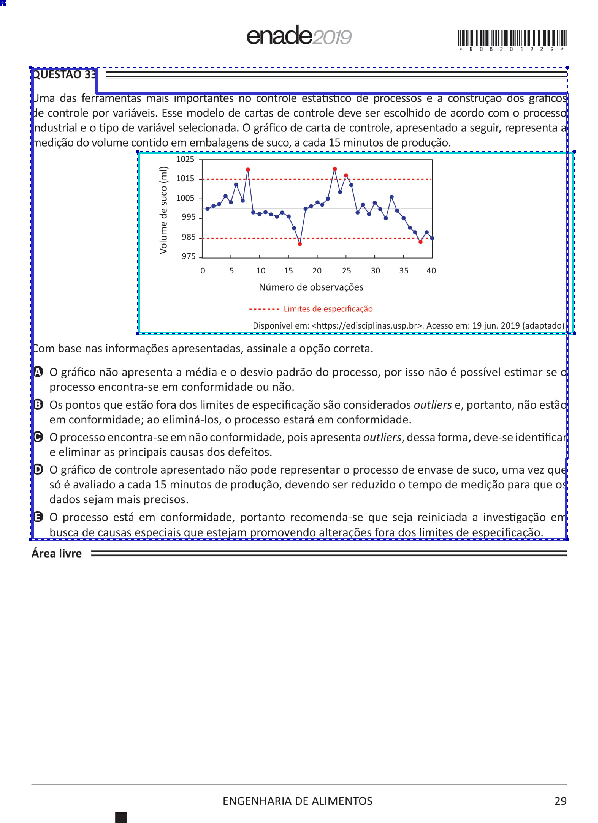 enade2019
QUESTÃO 33
Uma das ferramentas mais importantes no controle estatístico de processos é a construção dos gráficos
de controle por variáveis. Esse modelo de cartas de controle deve ser escolhido de acordo com o processo
industrial e o tipo de variável selecionada. O gráfico de carta de controle, apresentado a seguir, representa a
medição do volume contido em embalagens de suco, a cada 15 minutos de produção.
Volume de suco (ml)
1025
1015
1005
995
985
975
0 5 10 15 20 25 30 35 40
Número de observações
Limites de especificação
Disponível em: <https://edisciplinas.usp.br>. Acesso em: 19 jun. 2019 (adaptado).
Com base nas informações apresentadas, assinale a opção correta.
A O gráfico não apresenta a média e o desvio padrão do processo, por isso não é possível estimar se o
processo encontra-se em conformidade ou não.
B Os pontos que estão fora dos limites de especificação são considerados outliers e, portanto, não estão
em conformidade; ao eliminá-los, o processo estará em conformidade.
C O processo encontra-se em não conformidade, pois apresenta outliers, dessa forma, deve-se identificar
e eliminar as principais causas dos defeitos.
D O gráfico de controle apresentado não pode representar o processo de envase de suco, uma vez que
só é avaliado a cada 15 minutos de produção, devendo ser reduzido o tempo de medição para que os
dados sejam mais precisos.
E O processo está em conformidade, portanto recomenda-se que seja reiniciada a investigação em
busca de causas especiais que estejam promovendo alterações fora dos limites de especificação.
Área livre
ENGENHARIA DE ALIMENTOS
29